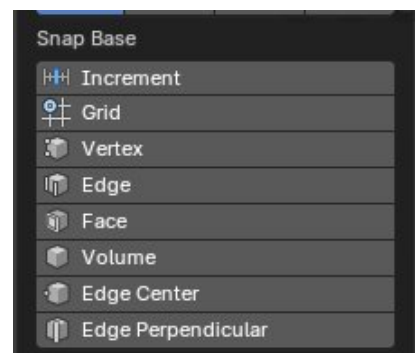 Snap Base
Increment
Grid
Vertex
Edge
Face
Volume
Edge Center
Edge Perpendicular